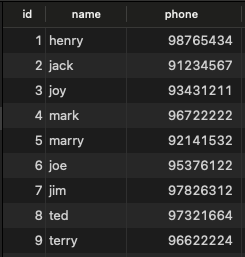 id name phone
1 henry 98765434
2 jack 91234567
3 joy 93431211
4 mark 96722222
5 marry 92141532
6 joe 95376122
7 jim 97826312
8 ted 97321664
9 terry 96622224